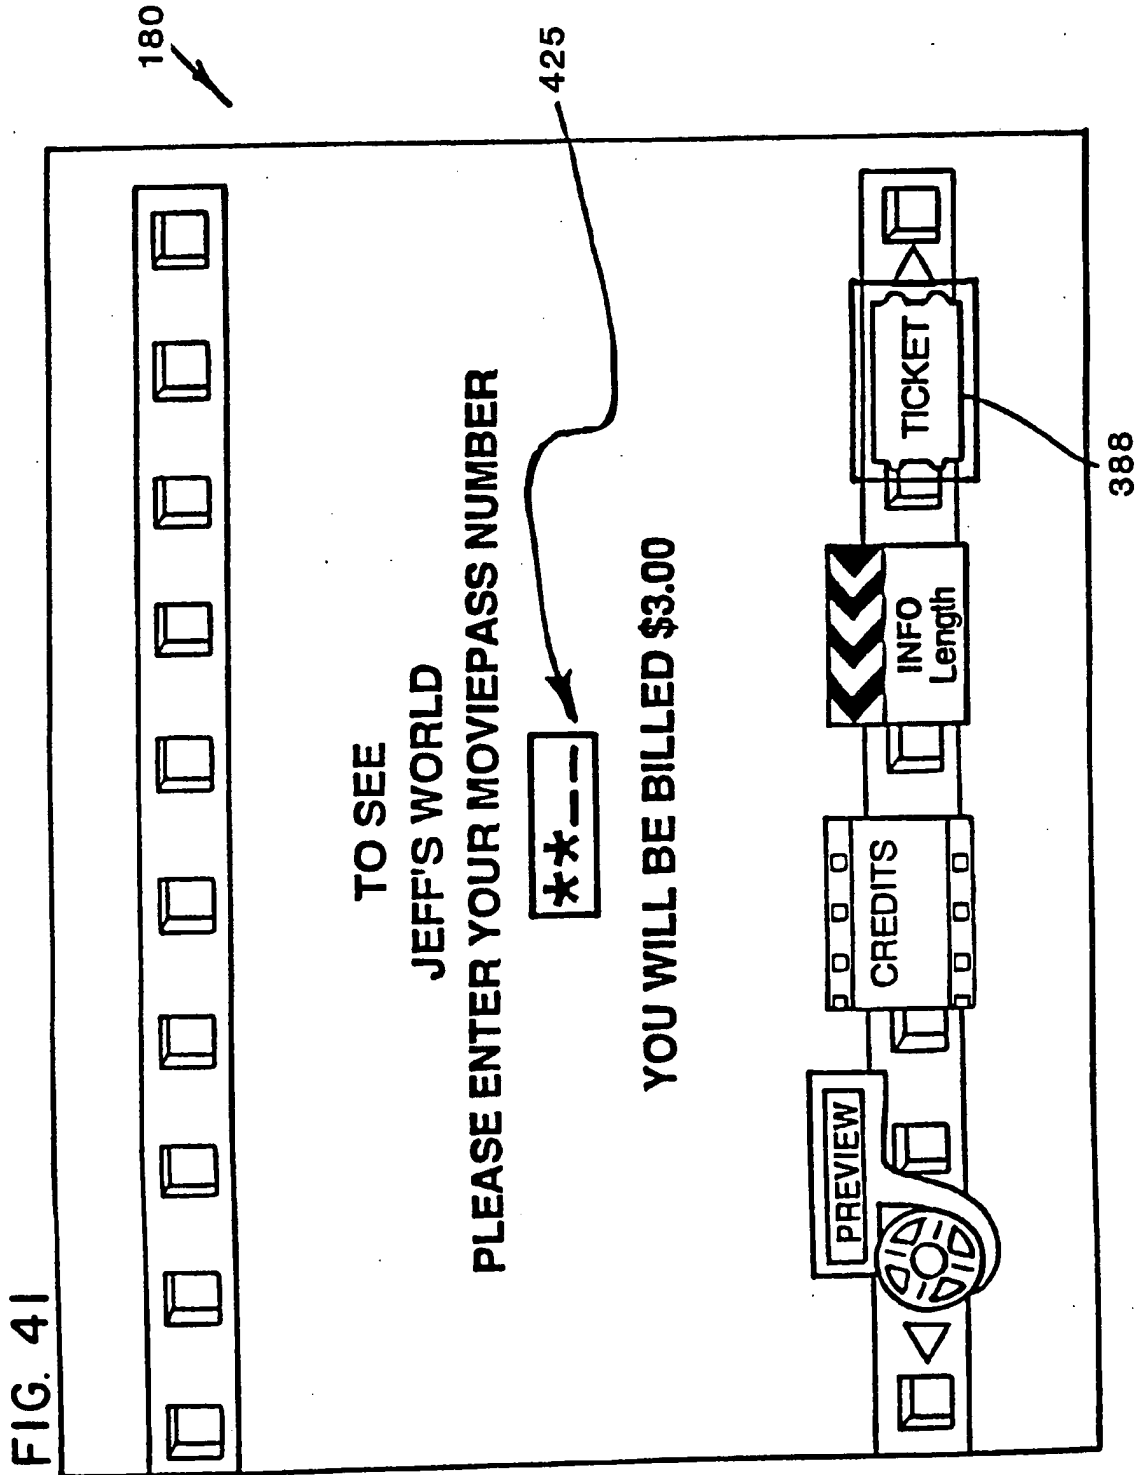 FIG. 41
180
425
TO SEE
JEFF'S WORLD
PLEASE ENTER YOUR MOVIEPASS NUMBER
**––
YOU WILL BE BILLED $3.00
PREVIEW
CREDITS
INFO
Length
TICKET
388